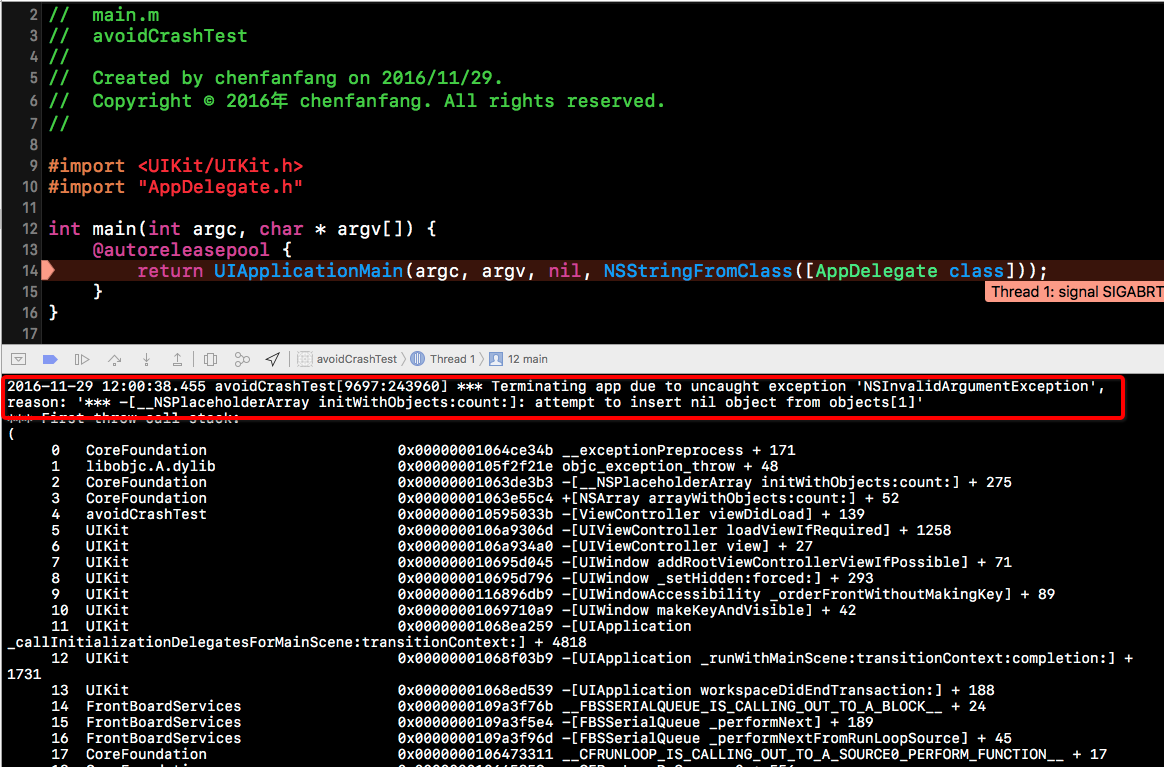 2 // main.m
3 // avoidCrashTest
4 //
5 // Created by chenfanfang on 2016/11/29.
6 // Copyright © 2016年 chenfanfang. All rights reserved.
7 //
8
9 #import <UIKit/UIKit.h>
10 #import "AppDelegate.h"
11
12 int main(int argc, char * argv[]) {
13 @autoreleasepool {
14 return UIApplicationMain(argc, argv, nil, NSStringFromClass([AppDelegate class]));
15 }
Thread 1: signal SIGABRT
16 }
17
avoidCrashTest Thread 1 12 main
2016-11-29 12:00:38.455 avoidCrashTest[9697:243960] *** Terminating app due to uncaught exception 'NSInvalidArgumentException',
reason: '*** -[__NSPlaceholderArray initWithObjects:count:]: attempt to insert nil object from objects[1]'
*** First throw call stack:
(
0 CoreFoundation 0x00000001064ce34b __exceptionPreprocess + 171
1 libobjc.A.dylib 0x0000000105f2f21e objc_exception_throw + 48
2 CoreFoundation 0x00000001063de3b3 -[__NSPlaceholderArray initWithObjects:count:] + 275
3 CoreFoundation 0x00000001063e55c4 +[NSArray arrayWithObjects:count:] + 52
4 avoidCrashTest 0x000000010595033b -[ViewController viewDidLoad] + 139
5 UIKit 0x0000000106a9306d -[UIViewController loadViewIfRequired] + 1258
6 UIKit 0x0000000106a934a0 -[UIViewController view] + 27
7 UIKit 0x000000010695d045 -[UIWindow addRootViewControllerViewIfPossible] + 71
8 UIKit 0x000000010695d796 -[UIWindow _setHidden:forced:] + 293
9 UIKit 0x0000000116896db9 -[UIWindowAccessibility _orderFrontWithoutMakingKey] + 89
10 UIKit 0x00000001069710a9 -[UIWindow makeKeyAndVisible] + 42
11 UIKit 0x00000001068ea259 -[UIApplication
_callInitializationDelegatesForMainScene:transitionContext:] + 4818
12 UIKit 0x00000001068f03b9 -[UIApplication _runWithMainScene:transitionContext:completion:] +
1731
13 UIKit 0x00000001068ed539 -[UIApplication workspaceDidEndTransaction:] + 188
14 FrontBoardServices 0x0000000109a3f76b __FBSSERIALQUEUE_IS_CALLING_OUT_TO_A_BLOCK__ + 24
15 FrontBoardServices 0x0000000109a3f5e4 -[FBSSerialQueue _performNext] + 189
16 FrontBoardServices 0x0000000109a3f96d -[FBSSerialQueue _performNextFromRunLoopSource] + 45
17 CoreFoundation 0x0000000106473311 __CFRUNLOOP_IS_CALLING_OUT_TO_A_SOURCE0_PERFORM_FUNCTION__ + 17